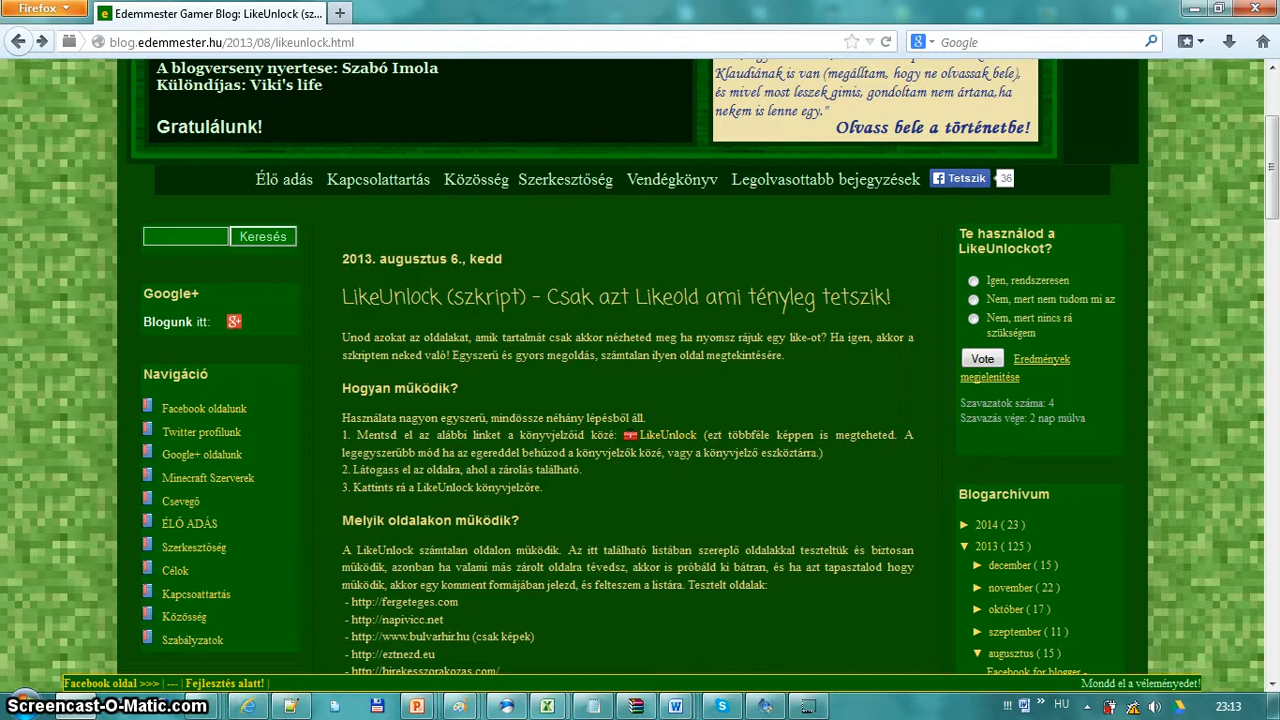 Firefox
Edemmester Gamer Blog: LikeUnlock (sz...
blog.edemmester.hu/2013/08/likeunlock.html
Google
A blogverseny nyertese: Szabó Imola
Különdíjas: Viki's life
Gratulálunk!
Klaudiának is van (megálltam, hogy ne olvassak bele),
és mivel most leszek gimis, gondoltam nem ártana,ha
nekem is lenne egy."
Olvass bele a történetbe!
Élő adás Kapcsolattartás Közösség Szerkesztőség Vendégkönyv Legolvasottabb bejegyzések Tetszik 36
Keresés
Google+
Blogunk itt:
Navigáció
Facebook oldalunk
Twitter profilunk
Google+ oldalunk
Minecraft Szerverek
Csevegő
ÉLŐ ADÁS
Szerkesztőség
Célok
Kapcsoattartás
Közösség
Szabályzatok
2013. augusztus 6., kedd
LikeUnlock (szkript) - Csak azt Likeold ami tényleg tetszik!
Unod azokat az oldalakat, amik tartalmát csak akkor nézheted meg ha nyomsz rájuk egy like-ot? Ha igen, akkor a
szkriptem neked való! Egyszerű és gyors megoldás, számtalan ilyen oldal megtekintésére.
Hogyan működik?
Használata nagyon egyszerű, mindössze néhány lépésből áll.
1. Mentsd el az alábbi linket a könyvjelzőid közé: LikeUnlock (ezt többféle képpen is megteheted. A
legegyszerűbb mód ha az egereddel behúzod a könyvjelzők közé, vagy a könyvjelző eszköztárra.)
2. Látogass el az oldalra, ahol a zárolás található.
3. Kattints rá a LikeUnlock könyvjelzőre.
Melyik oldalakon működik?
A LikeUnlock számtalan oldalon működik. Az itt található listában szereplő oldalakkal teszteltük és biztosan
működik, azonban ha valami más zárolt oldalra tévedsz, akkor is próbáld ki bátran, és ha azt tapasztalod hogy
működik, akkor egy komment formájában jelezd, és felteszem a listára. Tesztelt oldalak:
- http://fergeteges.com
- http://napivicc.net
- http://www.bulvarhir.hu (csak képek)
- http://eztnezd.eu
- http://hirekesszorakozas.com/
Te használod a
LikeUnlockot?
Igen, rendszeresen
Nem, mert nem tudom mi az
Nem, mert nincs rá
szükségem
Vote Eredmények
megjelenítése
Szavazatok száma: 4
Szavazás vége: 2 nap múlva
Blogarchívum
► 2014 ( 23 )
▼ 2013 ( 125 )
► december ( 15 )
► november ( 22 )
► október ( 17 )
► szeptember ( 11 )
▼ augusztus ( 15 )
Facebook for blogger -
Facebook oldal >>> | --- | Fejlesztés alatt! |
Mondd el a véleményedet!
Screencast-O-Matic.com
HU
23:13